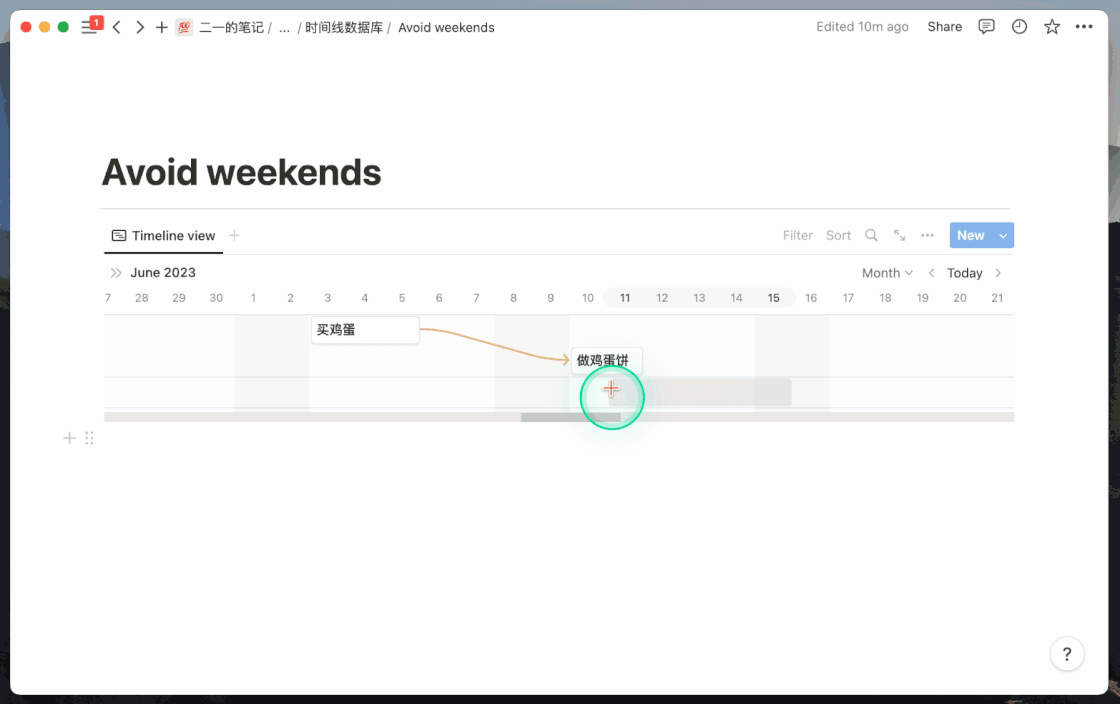 1 二一的笔记 / ... / 时间线数据库 / Avoid weekends Edited 10m ago Share
Avoid weekends
Timeline view Filter Sort New
June 2023 Month Today
7 28 29 30 1 2 3 4 5 6 7 8 9 10 11 12 13 14 15 16 17 18 19 20 21
买鸡蛋
做鸡蛋饼
?